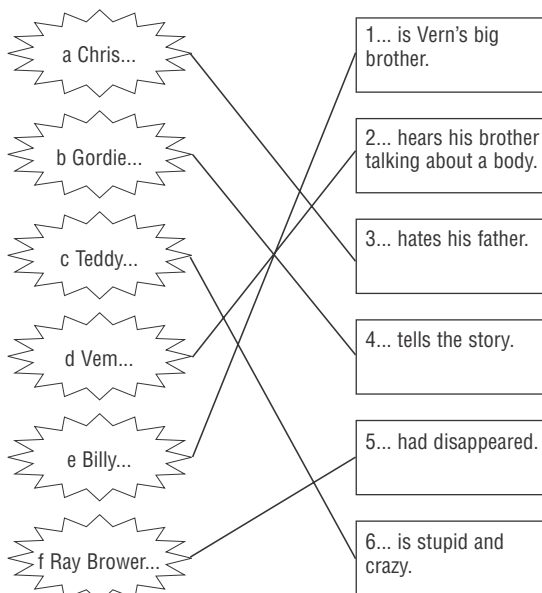 a Chris...
b Gordie...
c Teddy...
d Vem...
e Billy...
f Ray Brower...
1... is Vern’s big
brother.
2... hears his brother
talking about a body.
3... hates his father.
4... tells the story.
5... had disappeared.
6... is stupid and
crazy.